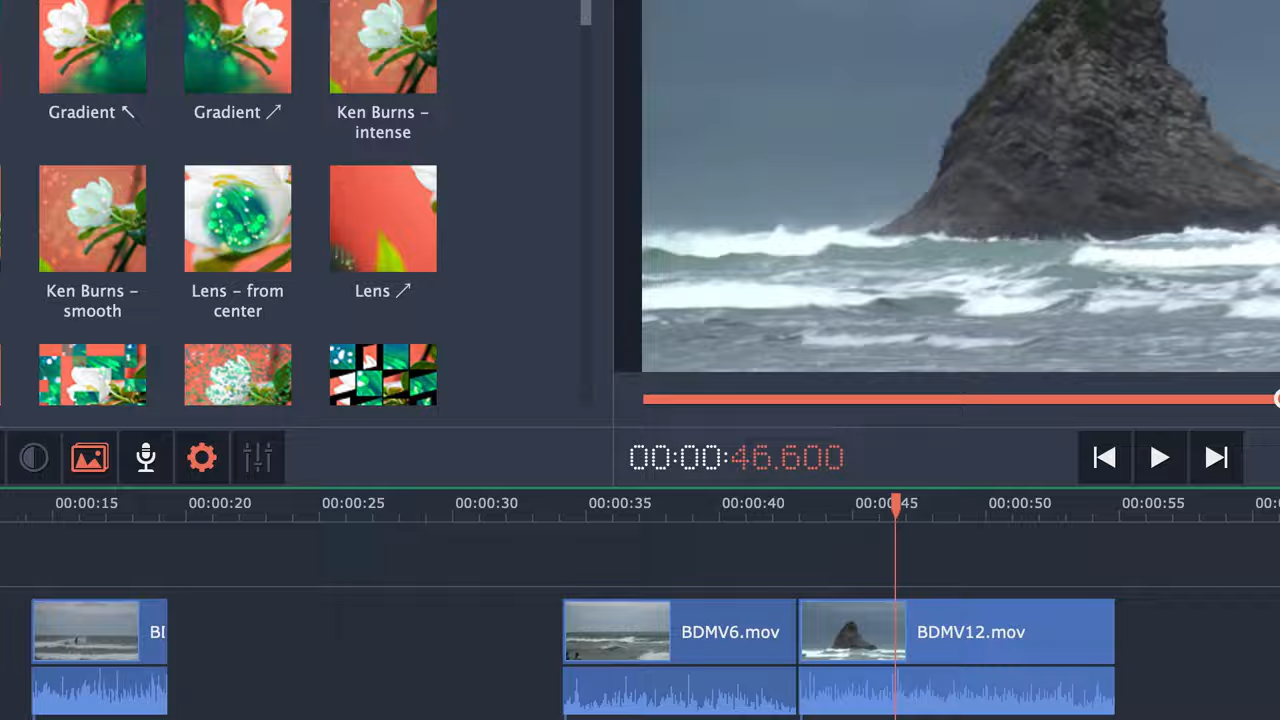 Gradient ↖
Gradient ↗
Ken Burns –
intense
Ken Burns –
smooth
Lens – from
center
Lens ↗
00:00:46.600
00:00:15
00:00:20
00:00:25
00:00:30
00:00:35
00:00:40
00:00:45
00:00:50
00:00:55
BDMV6.mov
BDMV12.mov